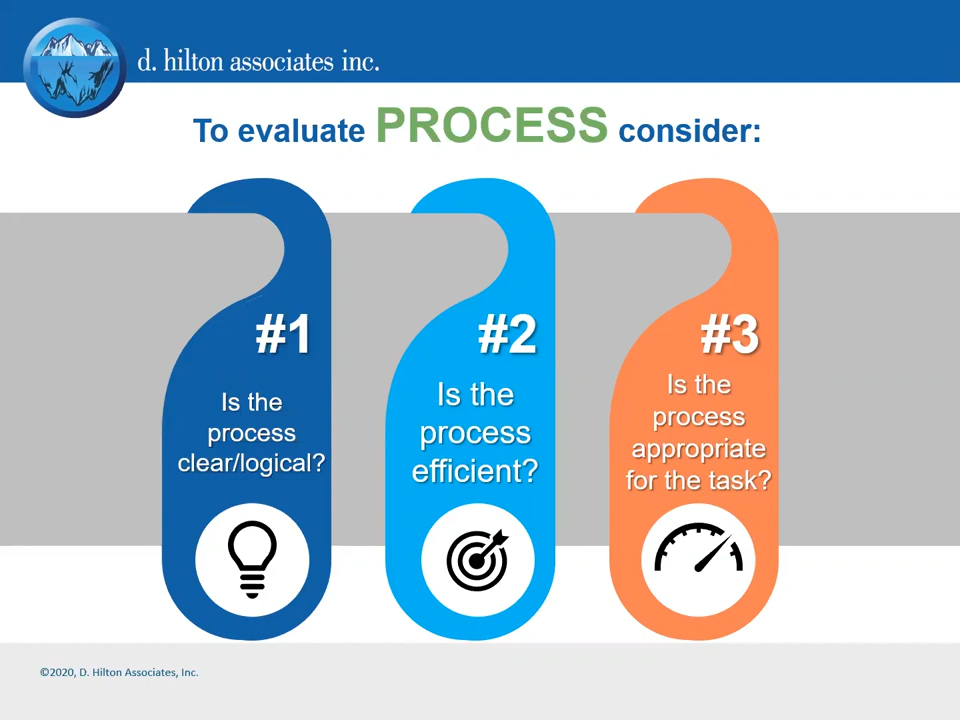 d. hilton associates inc.
To evaluate PROCESS consider:
#1
Is the
process
clear/logical?
#2
Is the
process
efficient?
#3
Is the
process
appropriate
for the task?
©2020, D. Hilton Associates, Inc.